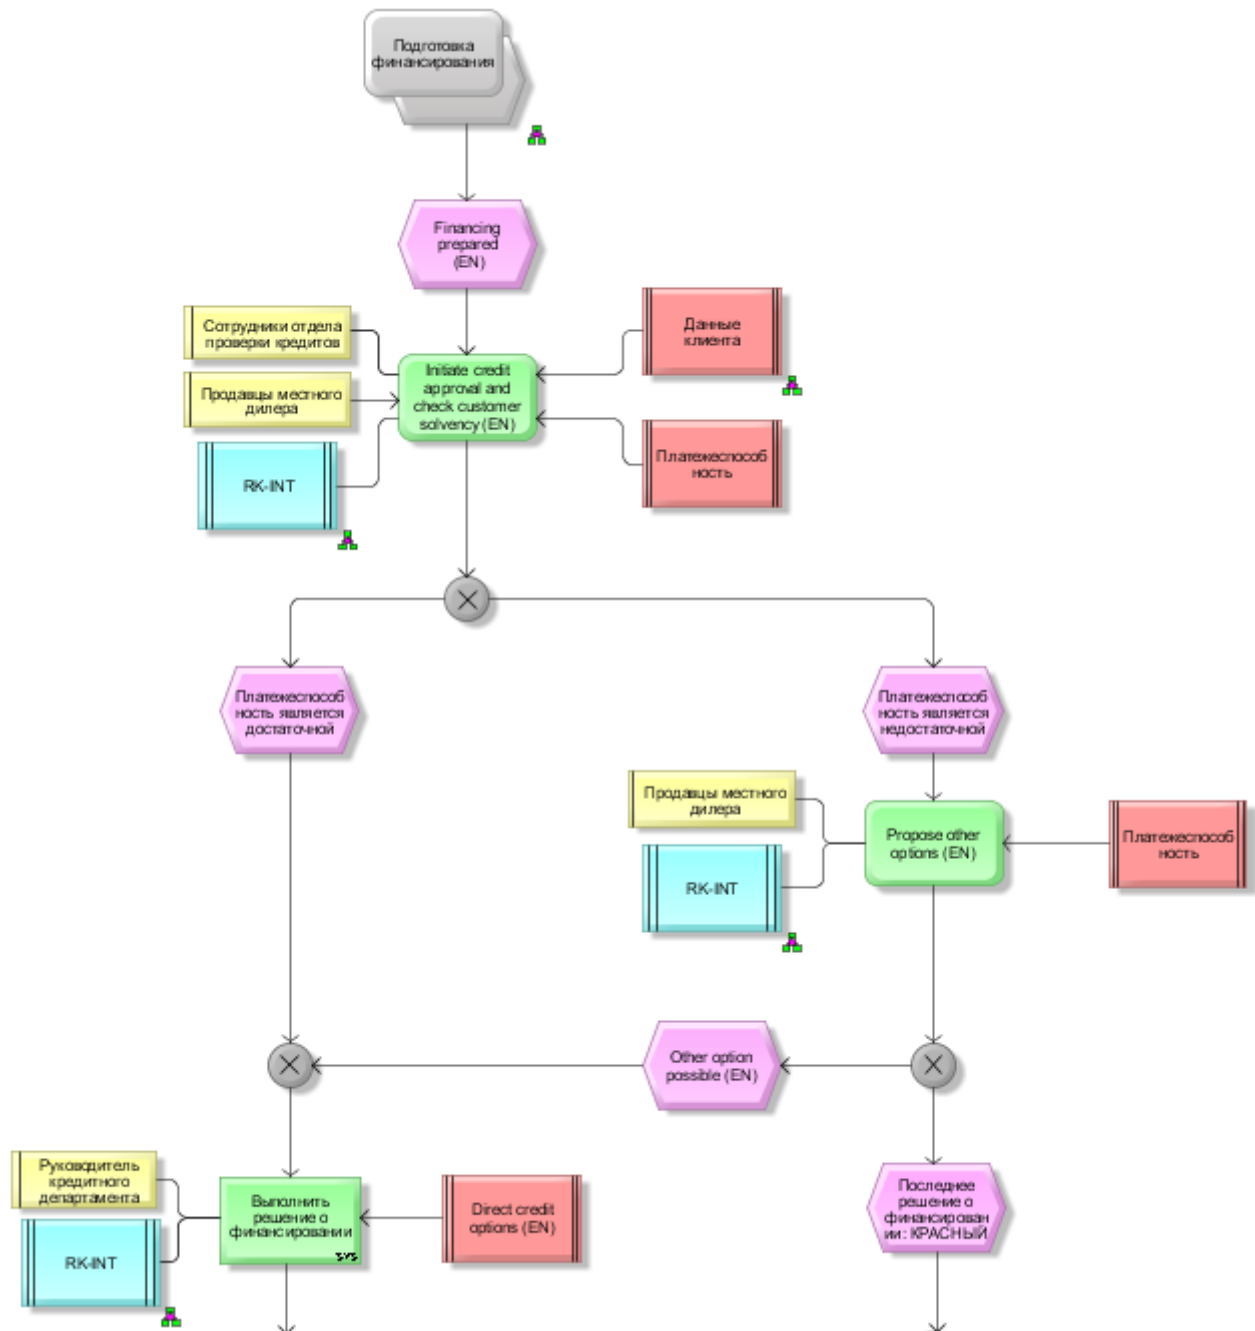 Подготовка
финансирования
Financing
prepared
(EN)
Сотрудники отдела
проверки кредитов
Данные
клиента
Initiate credit
approval and
check customer
solvency (EN)
Продавцы местного
дилера
RK-INT
Платежеспособ
ность
Платежеспособ
ность является
достаточной
Платежеспособ
ность является
недостаточной
Продавцы местного
дилера
Propose other
options (EN)
Платежеспособ
ность
RK-INT
Other option
possible (EN)
Руководитель
кредитного
департамента
Выполнить
решение о
финансировании
SYS
Direct credit
options (EN)
Последнее
решение о
финансирован
ии: КРАСНЫЙ
RK-INT